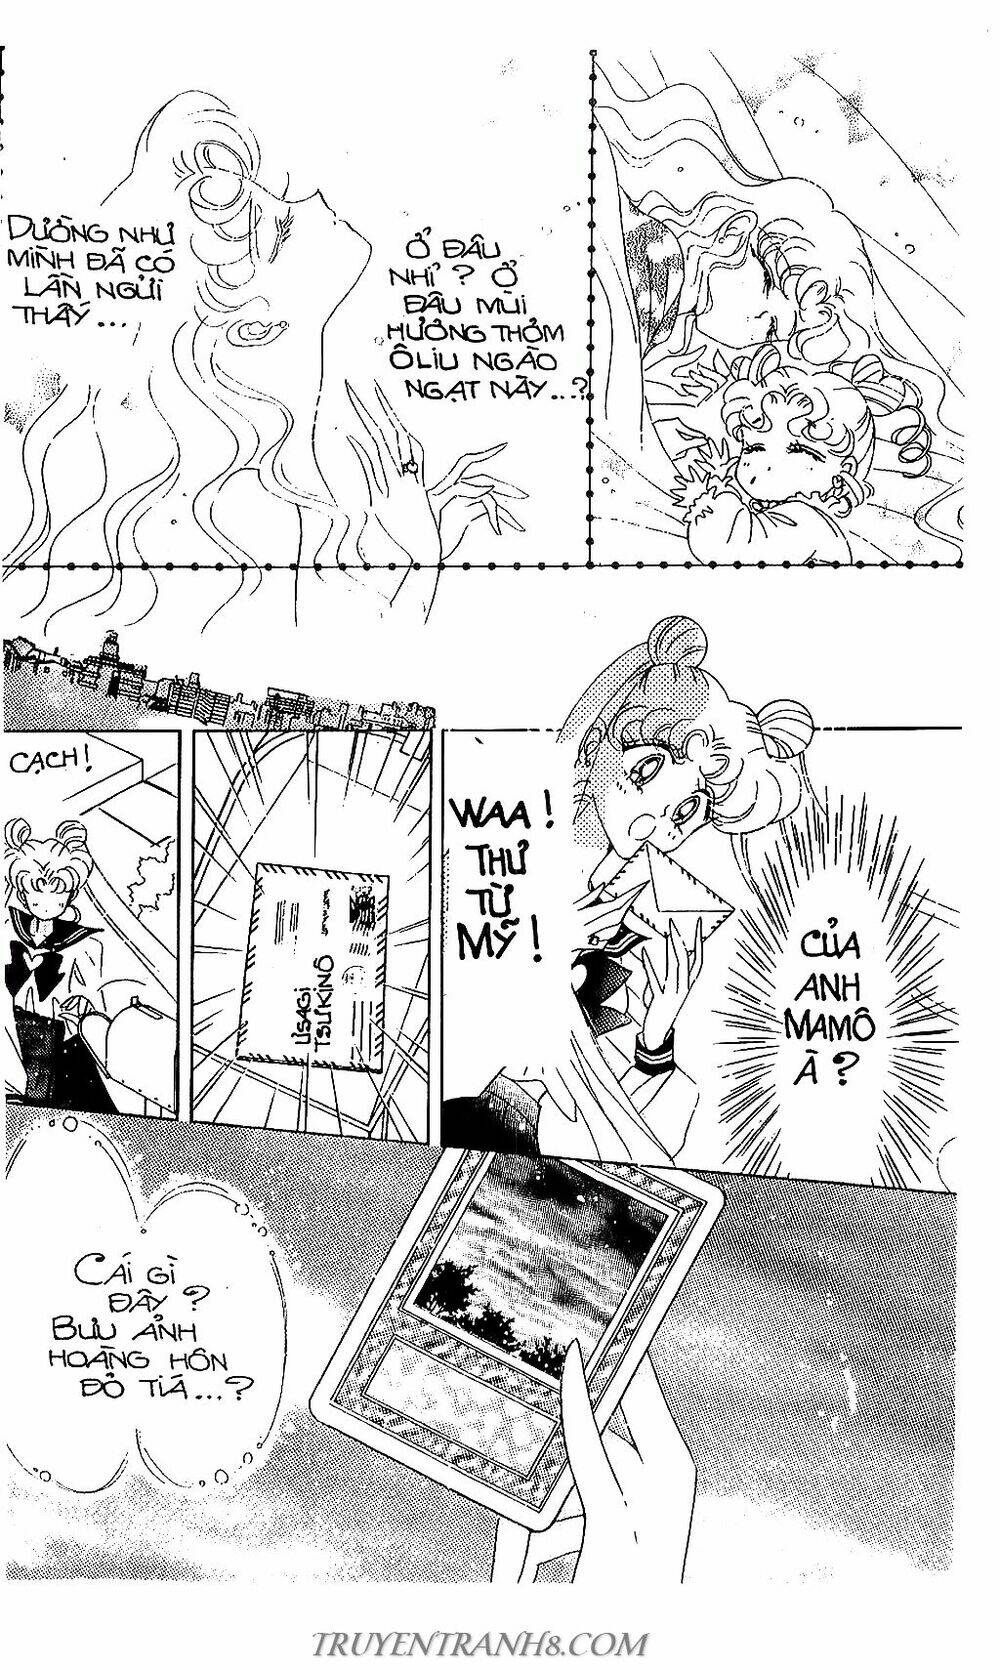 Ở ĐÂU
NHỈ? Ở
ĐÂU MÙI
HƯƠNG THƠM
ÔLIU NGÀO
NGẠT NÀY...?
DƯỜNG NHƯ
MÌNH ĐÃ CÓ
LẦN NGỬI
THẤY...
CẠCH!
USAGI
TSUKINÔ
WAA!
THƯ
TỪ
MỸ!
CỦA
ANH
MAMÔ
À?
CÁI GÌ
ĐÂY?
BƯU ẢNH
HOÀNG HÔN
ĐỎ TÍA...?
TRUYENTRANH8.COM